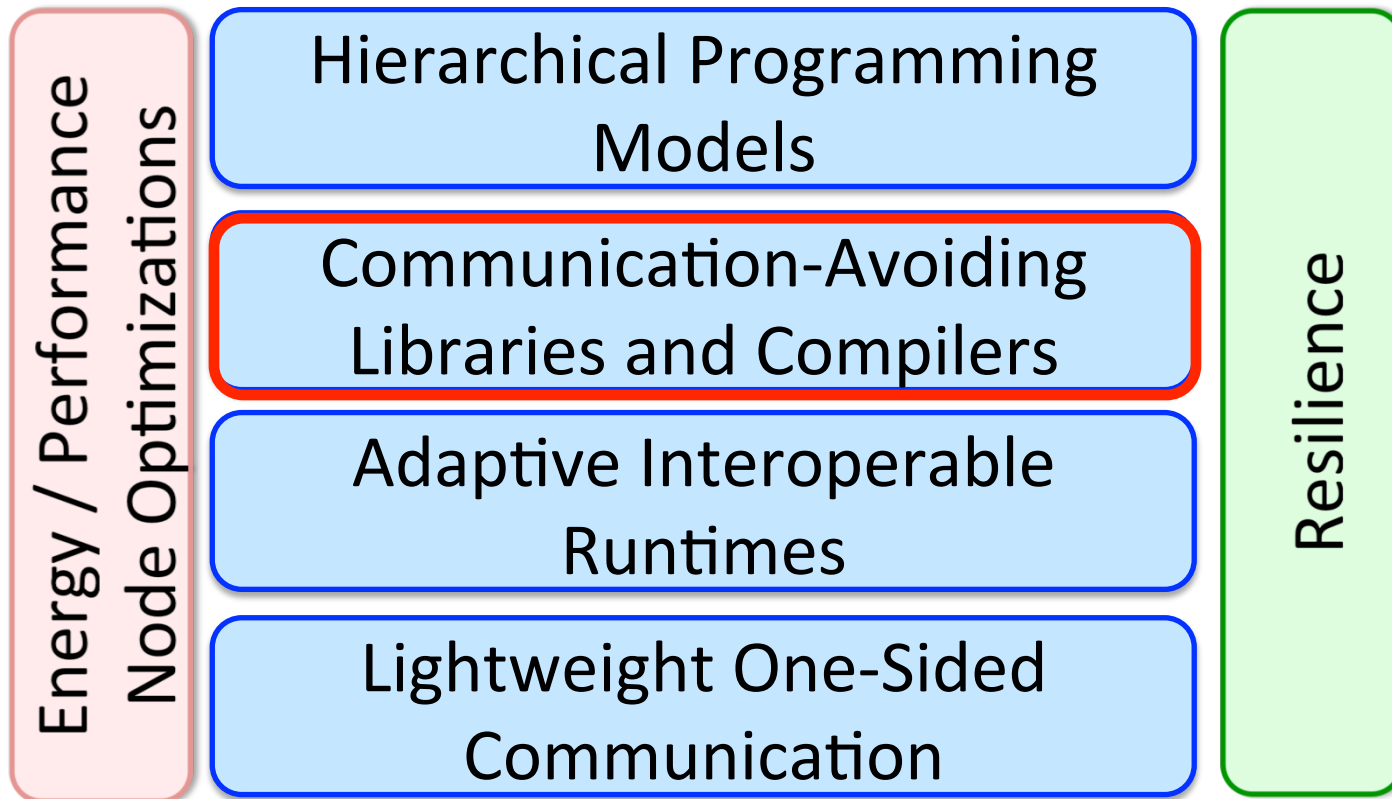 Energy / Performance
Node Optimizations
Hierarchical Programming
Models
Communication-Avoiding
Libraries and Compilers
Adaptive Interoperable
Runtimes
Lightweight One-Sided
Communication
Resilience